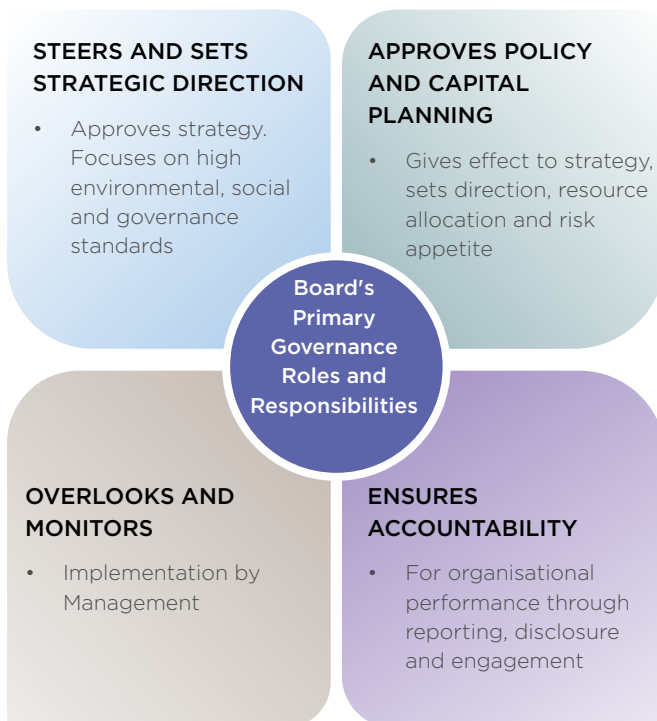 STEERS AND SETS
STRATEGIC DIRECTION
• Approves strategy.
Focuses on high
environmental, social
and governance
standards
APPROVES POLICY
AND CAPITAL
PLANNING
• Gives effect to strategy,
sets direction, resource
allocation and risk
appetite
Board's
Primary
Governance
Roles and
Responsibilities
OVERLOOKS AND
MONITORS
• Implementation by
Management
ENSURES
ACCOUNTABILITY
• For organisational
performance through
reporting, disclosure
and engagement